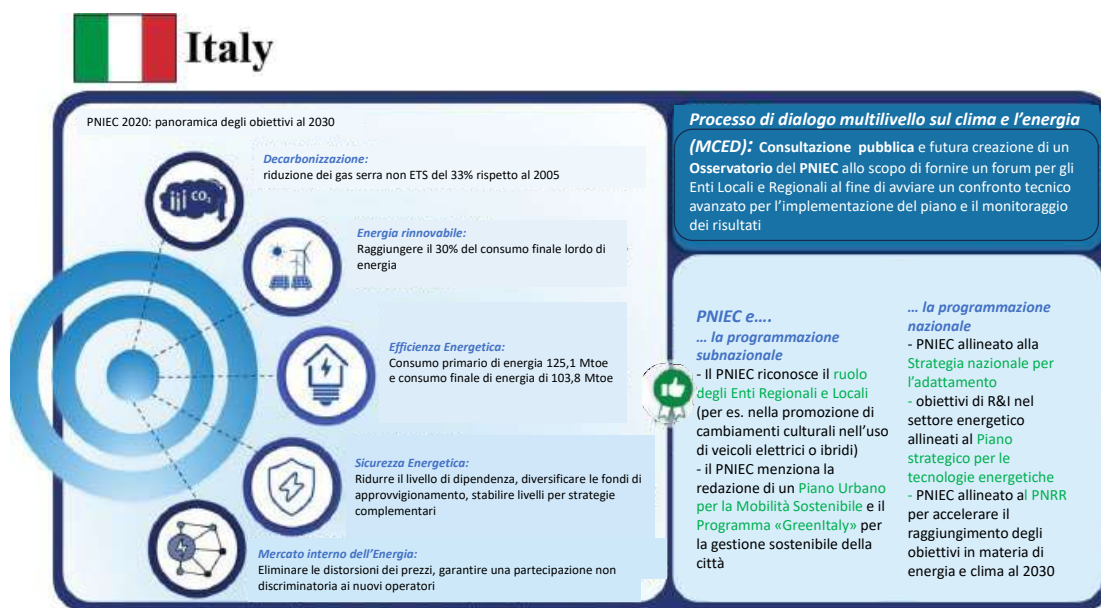 Italy
PNIEC 2020: panoramica degli obiettivi al 2030
Decarbonizzazione:
riduzione dei gas serra non ETS del 33% rispetto al 2005
CO₂
Energia rinnovabile:
Raggiungere il 30% del consumo finale lordo di
energia
Efficienza Energetica:
Consumo primario di energia 125,1 Mtoe
e consumo finale di energia di 103,8 Mtoe
Sicurezza Energetica:
Ridurre il livello di dipendenza, diversificare le fondi di
approvvigionamento, stabilire livelli per strategie
complementari
Mercato interno dell’Energia:
Eliminare le distorsioni dei prezzi, garantire una partecipazione non
discriminatoria ai nuovi operatori
Processo di dialogo multilivello sul clima e l’energia
(MCED): Consultazione pubblica e futura creazione di un
Osservatorio del PNIEC allo scopo di fornire un forum per gli
Enti Locali e Regionali al fine di avviare un confronto tecnico
avanzato per l’implementazione del piano e il monitoraggio
dei risultati
PNIEC e….
… la programmazione
subnazionale
- Il PNIEC riconosce il ruolo
degli Enti Regionali e Locali
(per es. nella promozione di
cambiamenti culturali nell’uso
di veicoli elettrici o ibridi)
- il PNIEC menziona la
redazione di un Piano Urbano
per la Mobilità Sostenibile e il
Programma «GreenItaly» per
la gestione sostenibile della
città
… la programmazione
nazionale
- PNIEC allineato alla
Strategia nazionale per
l’adattamento
- obiettivi di R&I nel
settore energetico
allineati al Piano
strategico per le
tecnologie energetiche
- PNIEC allineato al PNRR
per accelerare il
raggiungimento degli
obiettivi in materia di
energia e clima al 2030